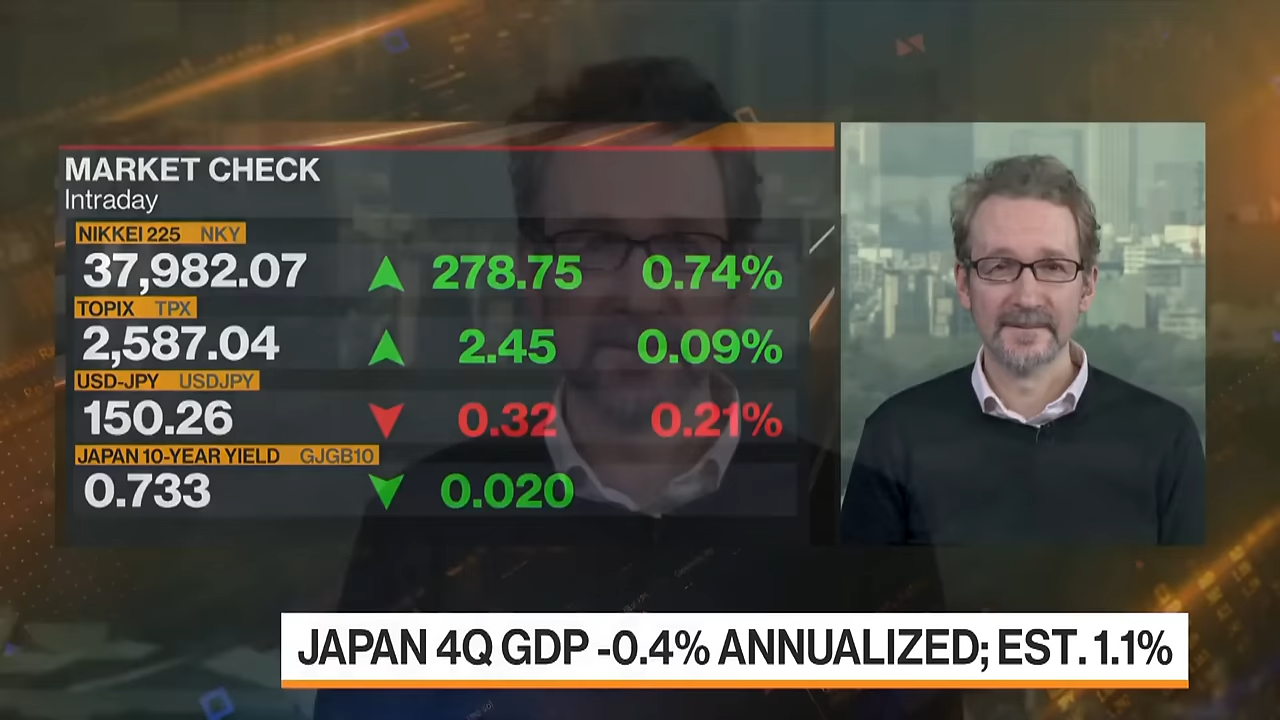 MARKET CHECK
Intraday
NIKKEI 225 NKY
37,982.07 ▲ 278.75 0.74%
TOPIX TPX
2,587.04 ▲ 2.45 0.09%
USD-JPY USDJPY
150.26 ▼ 0.32 0.21%
JAPAN 10-YEAR YIELD GJGB10
0.733 ▼ 0.020
JAPAN 4Q GDP -0.4% ANNUALIZED; EST. 1.1%